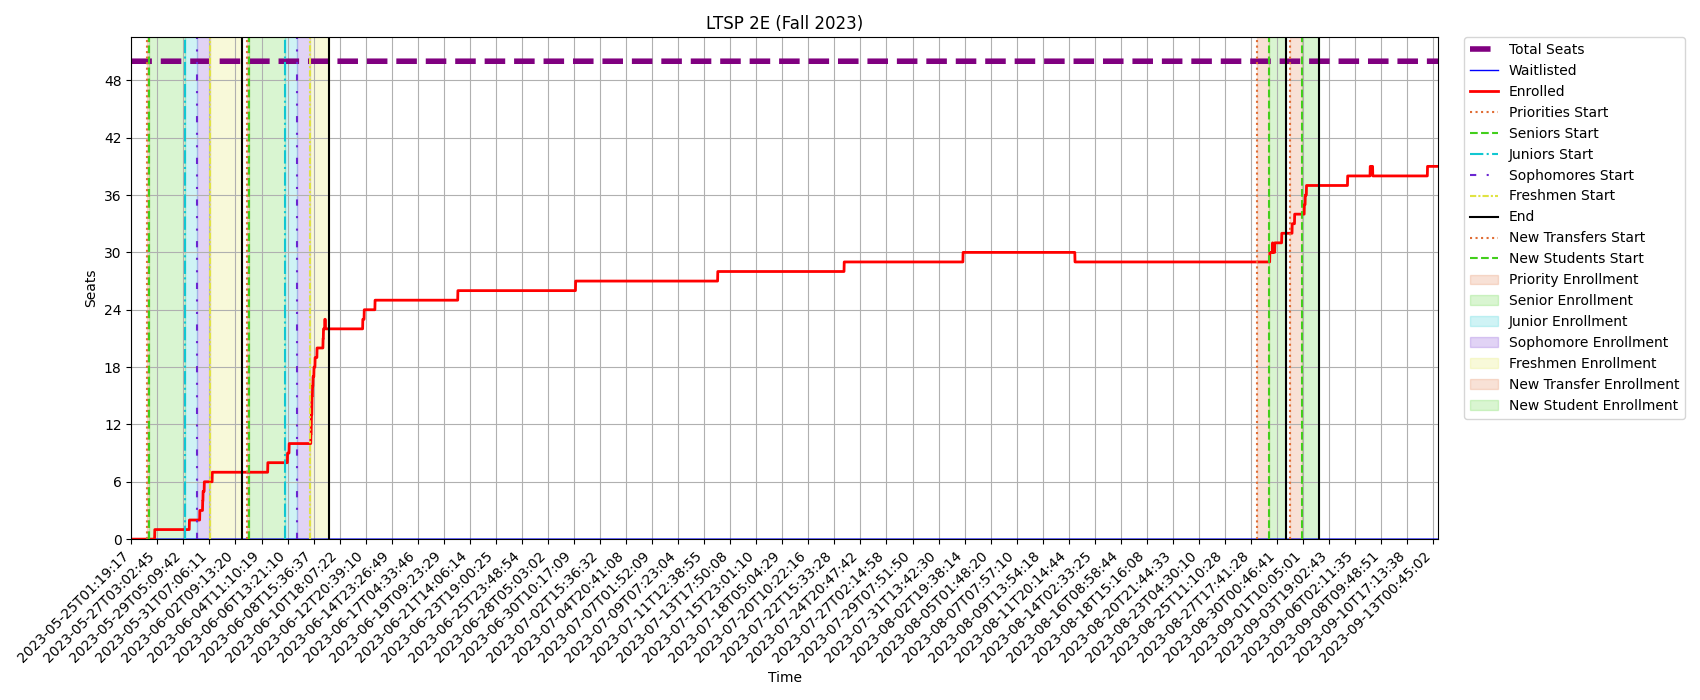 LTSP 2E (Fall 2023)
Seats
48
42
36
30
24
18
12
6
0
2023-05-25T01:19:17
2023-05-27T03:02:45
2023-05-29T05:09:42
2023-05-31T07:06:11
2023-06-02T09:13:20
2023-06-04T11:10:19
2023-06-06T13:21:10
2023-06-08T15:36:37
2023-06-10T18:07:22
2023-06-12T20:39:10
2023-06-14T23:26:49
2023-06-17T04:33:46
2023-06-19T09:23:29
2023-06-21T14:06:14
2023-06-23T19:00:25
2023-06-25T23:48:54
2023-06-28T05:03:02
2023-06-30T10:17:09
2023-07-02T15:36:32
2023-07-04T20:41:08
2023-07-07T01:52:09
2023-07-09T07:23:04
2023-07-11T12:38:55
2023-07-13T17:50:08
2023-07-15T23:01:10
2023-07-18T05:04:29
2023-07-20T10:22:16
2023-07-22T15:33:28
2023-07-24T20:47:42
2023-07-27T02:14:58
2023-07-29T07:51:50
2023-07-31T13:42:30
2023-08-02T19:38:14
2023-08-05T01:48:20
2023-08-07T07:57:10
2023-08-09T13:54:18
2023-08-11T20:14:44
2023-08-14T02:33:25
2023-08-16T08:58:44
2023-08-18T15:16:08
2023-08-20T21:44:33
2023-08-23T04:30:10
2023-08-25T11:10:28
2023-08-27T17:41:28
2023-08-30T00:46:41
2023-09-01T10:05:01
2023-09-03T19:02:43
2023-09-06T02:11:35
2023-09-08T09:48:51
2023-09-10T17:13:38
2023-09-13T00:45:02
Time
Total Seats
Waitlisted
Enrolled
Priorities Start
Seniors Start
Juniors Start
Sophomores Start
Freshmen Start
End
New Transfers Start
New Students Start
Priority Enrollment
Senior Enrollment
Junior Enrollment
Sophomore Enrollment
Freshmen Enrollment
New Transfer Enrollment
New Student Enrollment